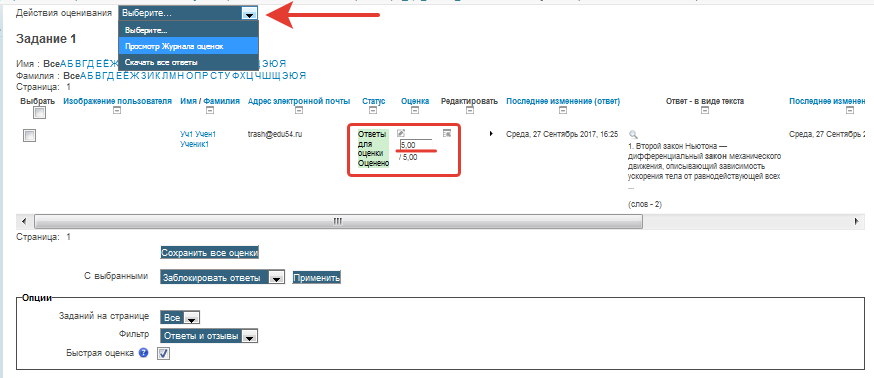 Действия оценивания Выберите...
Выберите...
Просмотр Журнала оценок
Скачать все ответы
Задание 1
Имя : Все А Б В Г Д Е Ё Ж З И К Л М Н О П Р С Т У Ф Х Ц Ч Ш Щ Э Ю Я
Фамилия : Все А Б В Г Д Е Ё Ж З И К Л М Н О П Р С Т У Ф Х Ц Ч Ш Щ Э Ю Я
Страница: 1
Выбрать Изображение пользователя Имя / Фамилия Адрес электронной почты Статус Оценка Редактировать Последнее изменение (ответ) Ответ - в виде текста Последнее изменен
Уч1 Учен1 Ученик1
trash@edu54.ru
Ответы для оценки Оценено
5,00
/ 5,00
Среда, 27 Сентябрь 2017, 16:25
1. Второй закон Ньютона —
дифференциальный закон механического
движения, описывающий зависимость
ускорения тела от равнодействующей всех
...
(слов - 2)
Среда, 27 Сентябрь 2
Страница: 1
Сохранить все оценки
С выбранными Заблокировать ответы Применить
Опции
Заданий на странице Все
Фильтр Ответы и отзывы
Быстрая оценка